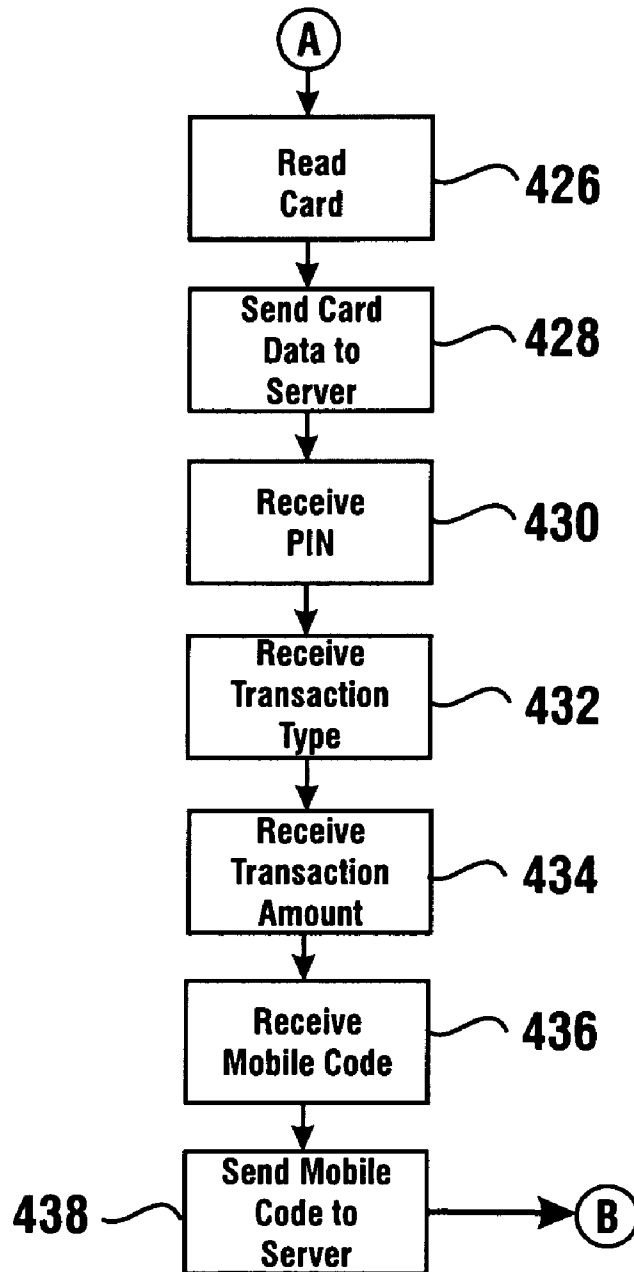 A
Read
Card
426
Send Card
Data to
Server
428
Receive
PIN
430
Receive
Transaction
Type
432
Receive
Transaction
Amount
434
Receive
Mobile Code
436
Send Mobile
Code to
Server
438
B